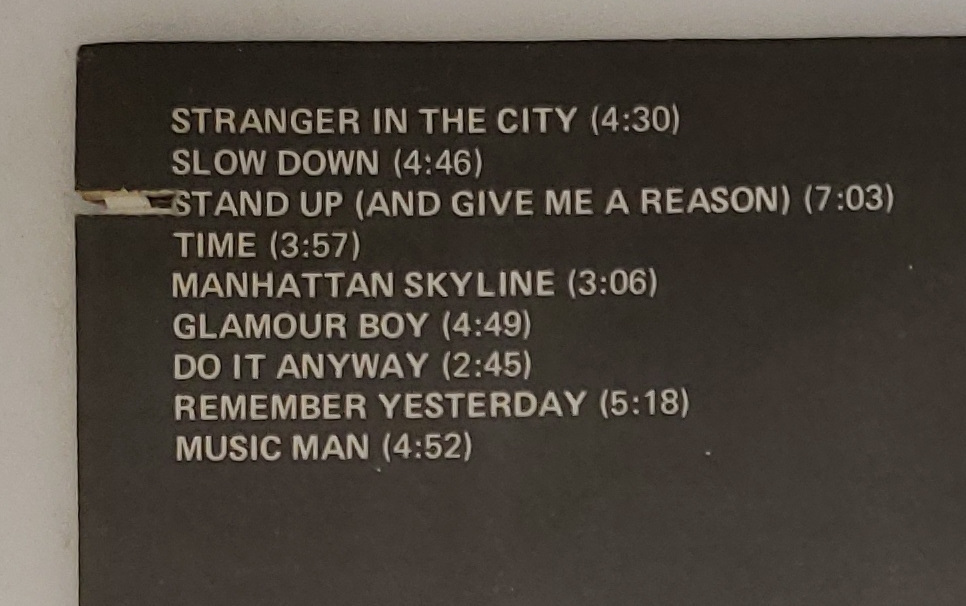 STRANGER IN THE CITY (4:30)
SLOW DOWN (4:46)
STAND UP (AND GIVE ME A REASON) (7:03)
TIME (3:57)
MANHATTAN SKYLINE (3:06)
GLAMOUR BOY (4:49)
DO IT ANYWAY (2:45)
REMEMBER YESTERDAY (5:18)
MUSIC MAN (4:52)